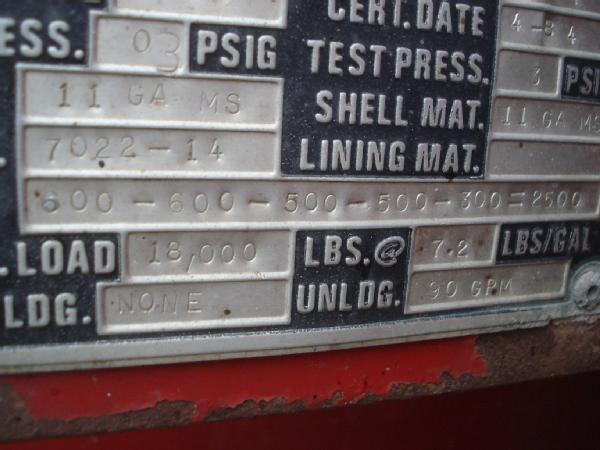 CERT. DATE 4-84
ESS. 03 PSIG TEST PRESS. 3 PSI
11 GA MS SHELL MAT. 11 GA MS
7022-14 LINING MAT.
600-600-500-500-300-2500
. LOAD 18,000 LBS. @ 7.2 LBS/GAL
LDG. NONE UNLDG. 90 GPM